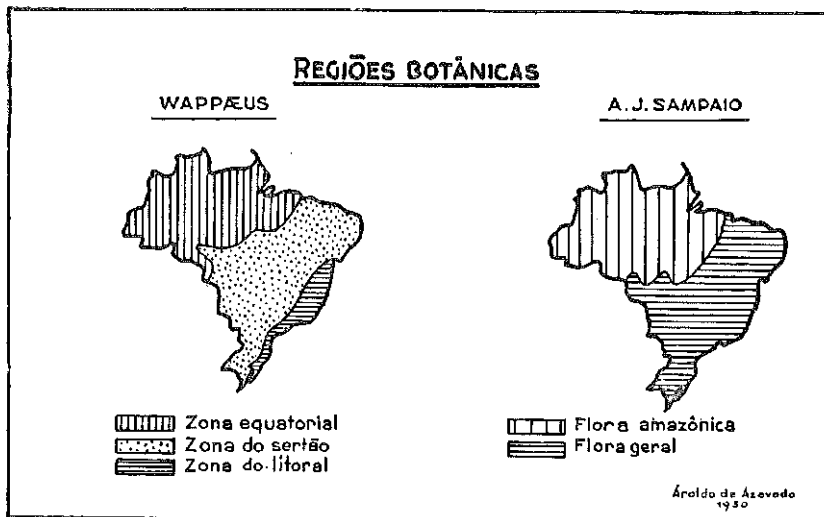 REGIÕES BOTÂNICAS
WAPPÆUS
Zona equatorial
Zona do sertão
Zona do litoral
A.J. SAMPAIO
Flora amazônica
Flora geral
Aroldo de Azevedo
1950